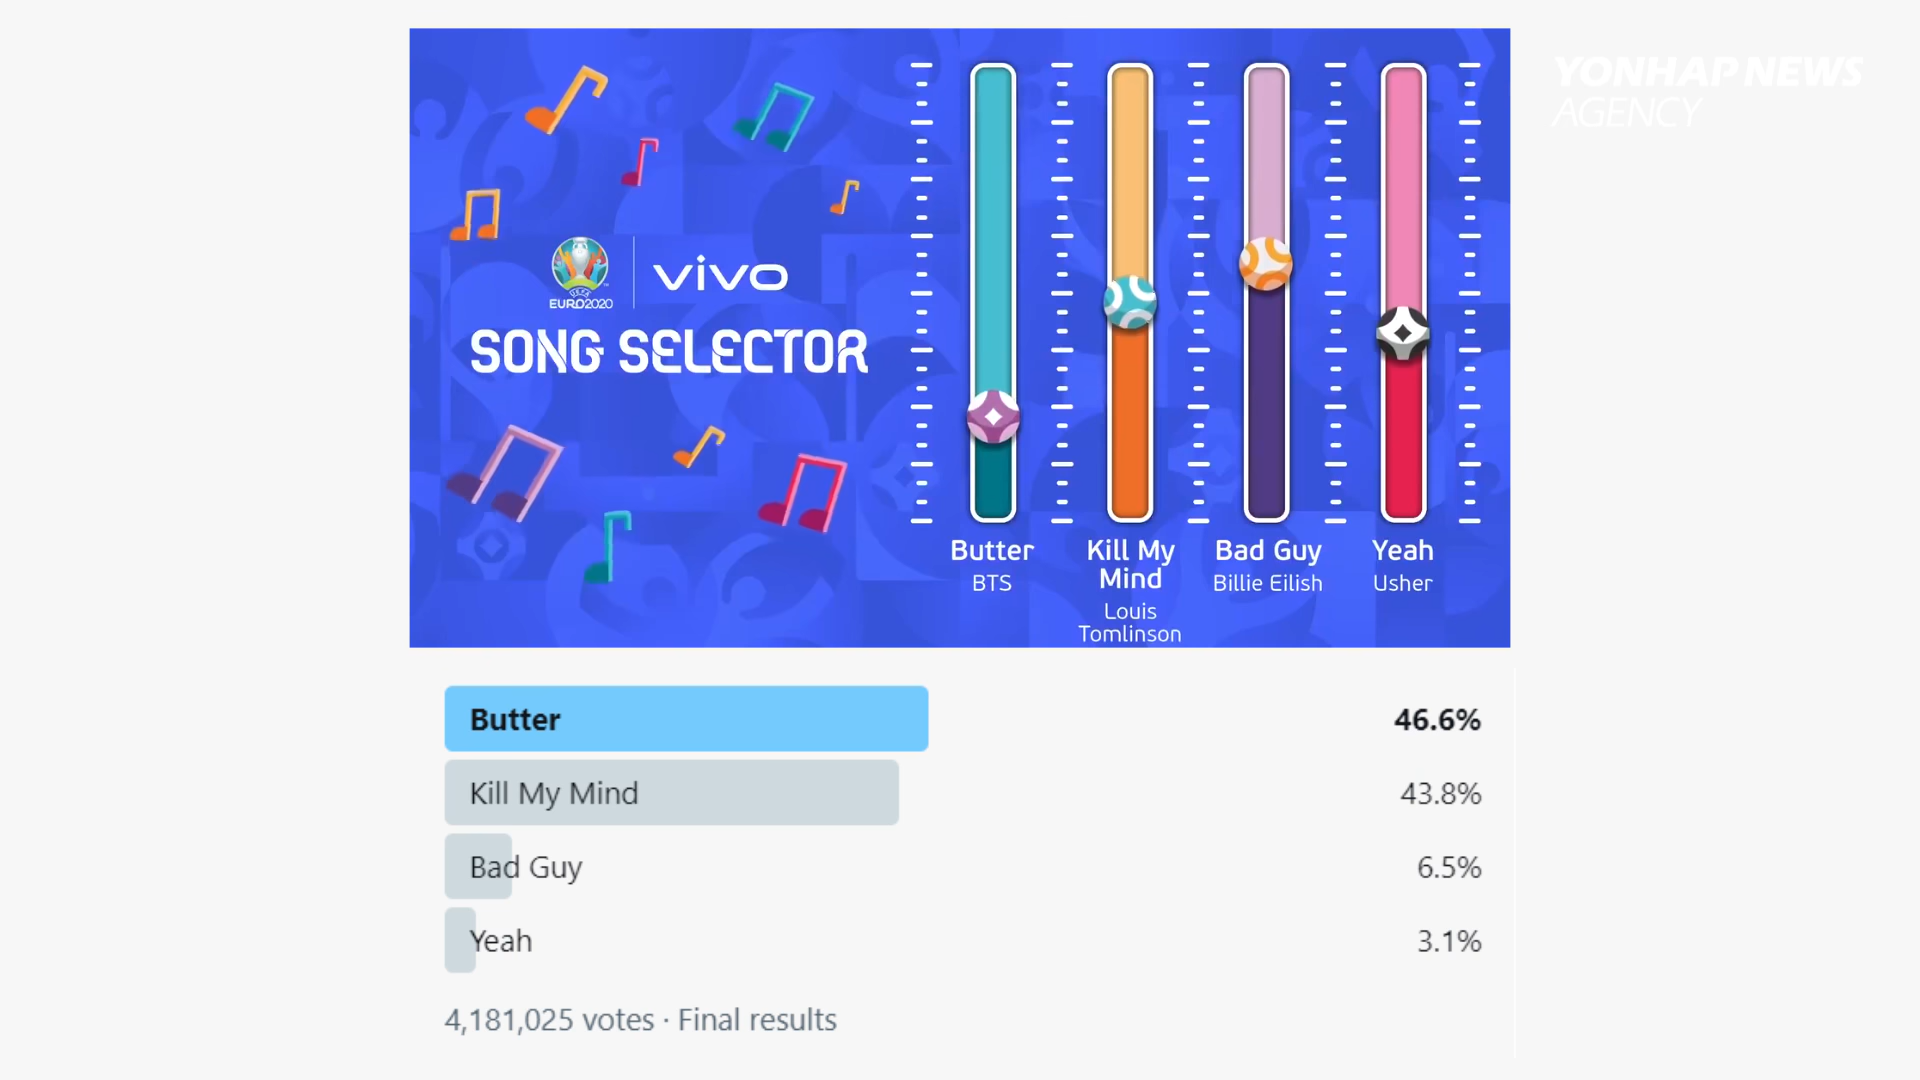 YONHAP NEWS
AGENCY
UEFA
EURO2020
vivo
SONG SELECTOR
Butter
BTS
Kill My
Mind
Louis
Tomlinson
Bad Guy
Billie Eilish
Yeah
Usher
Butter 46.6%
Kill My Mind 43.8%
Bad Guy 6.5%
Yeah 3.1%
4,181,025 votes · Final results